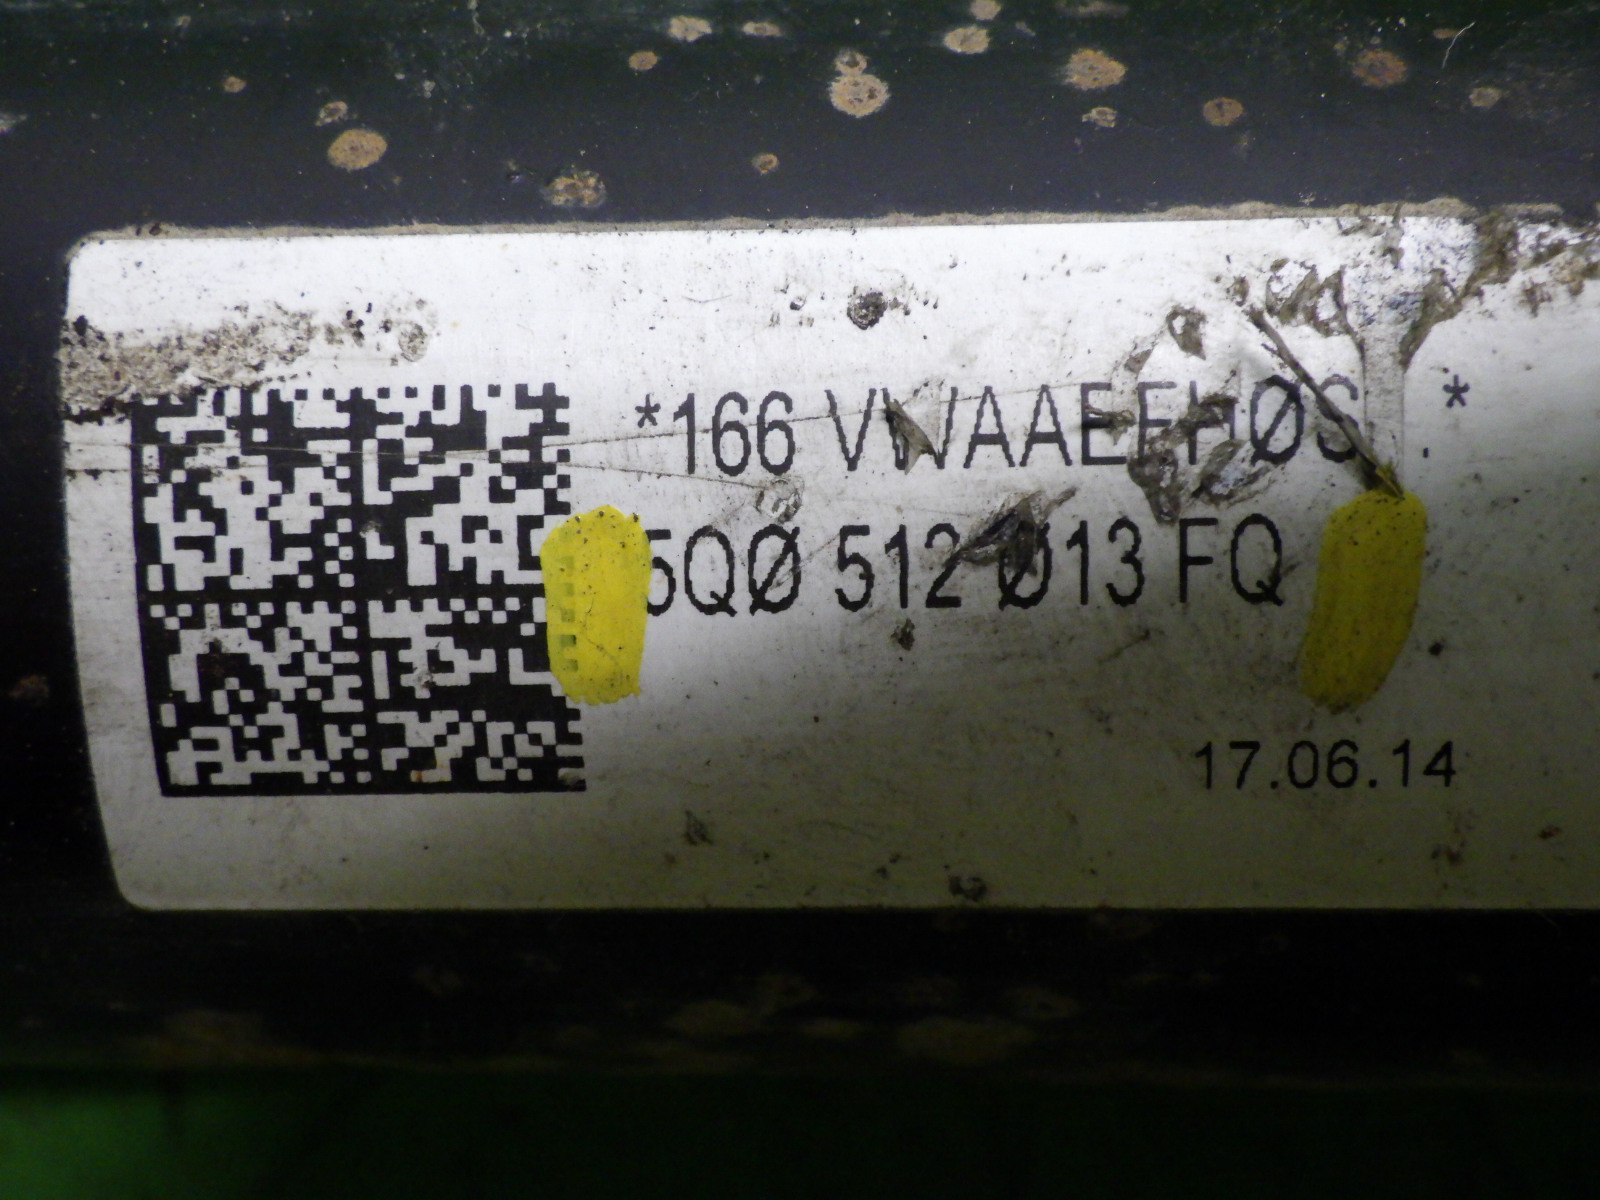 *166 VWAAEFHØS . *
5QØ 512 Ø13 FQ
17.06.14